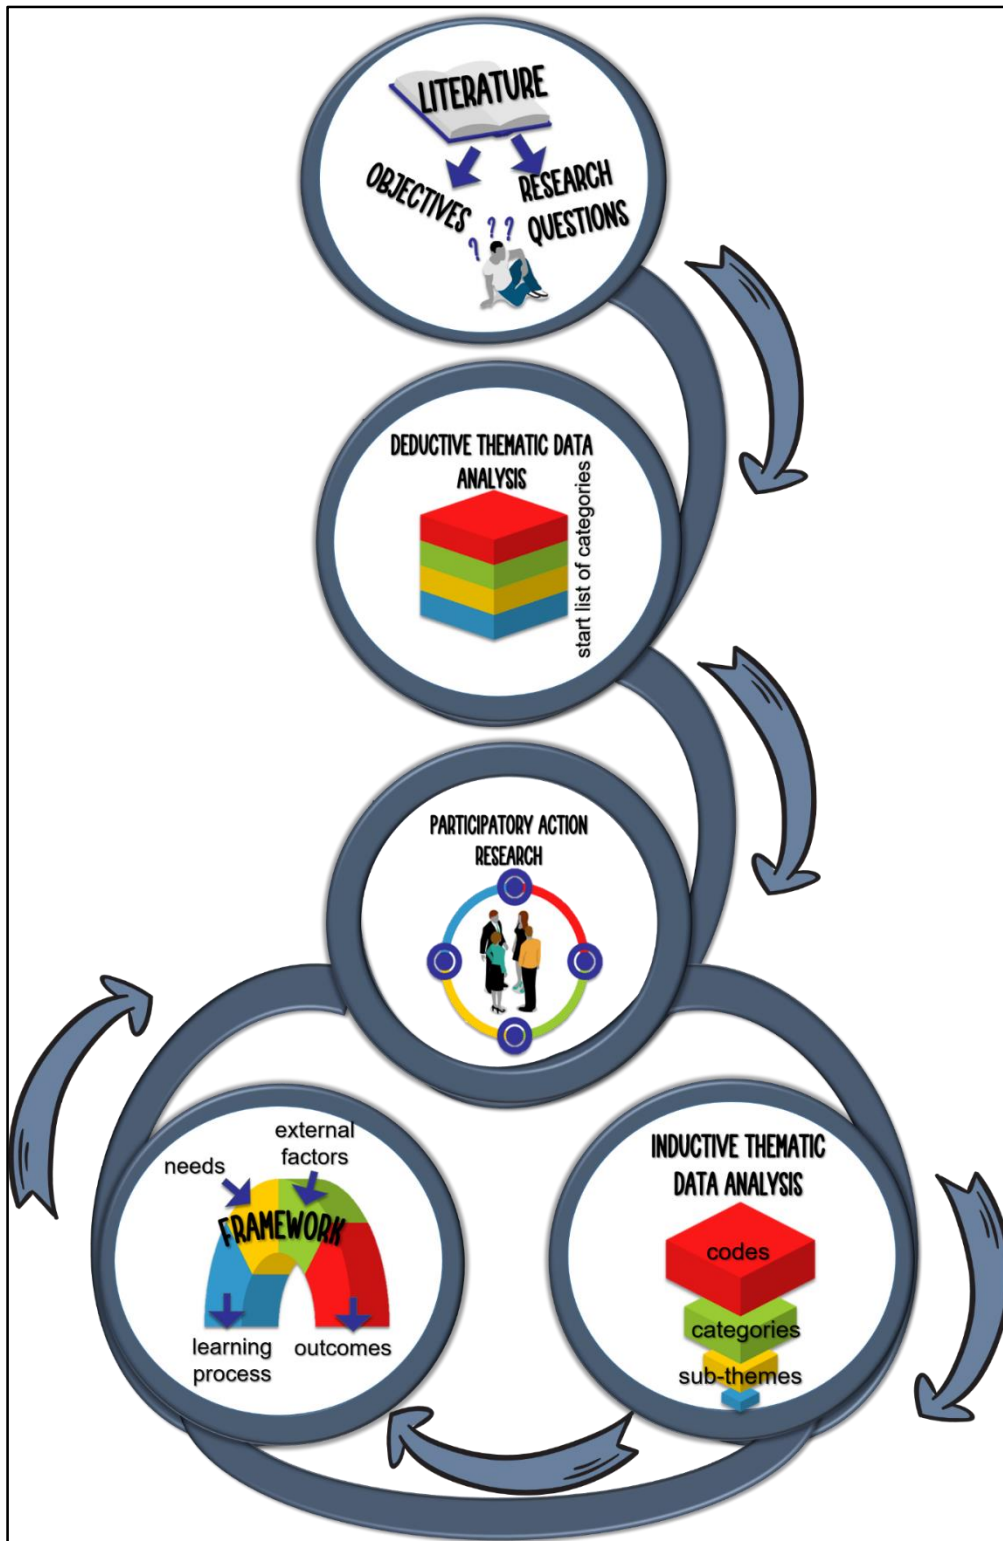 LITERATURE
OBJECTIVES
RESEARCH
QUESTIONS
? ? ?
DEDUCTIVE THEMATIC DATA
ANALYSIS
start list of categories
PARTICIPATORY ACTION
RESEARCH
needs
external
factors
FRAMEWORK
learning
process
outcomes
INDUCTIVE THEMATIC
DATA ANALYSIS
codes
categories
sub-themes